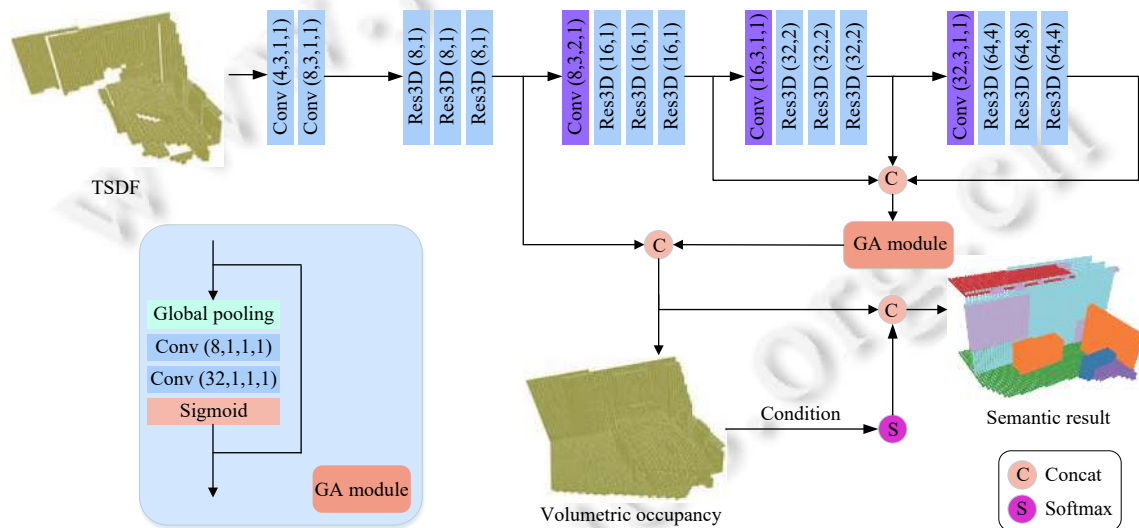 TSDF
Conv (4,3,1,1)
Conv (8,3,1,1)
Res3D (8,1)
Res3D (8,1)
Res3D (8,1)
Conv (8,3,2,1)
Res3D (16,1)
Res3D (16,1)
Res3D (16,1)
Conv (16,3,1,1)
Res3D (32,2)
Res3D (32,2)
Res3D (32,2)
Conv (32,3,1,1)
Res3D (64,4)
Res3D (64,8)
Res3D (64,4)
C
GA module
C
C
Global pooling
Conv (8,1,1,1)
Conv (32,1,1,1)
Sigmoid
GA module
Condition
S
Volumetric occupancy
Semantic result
C Concat
S Softmax